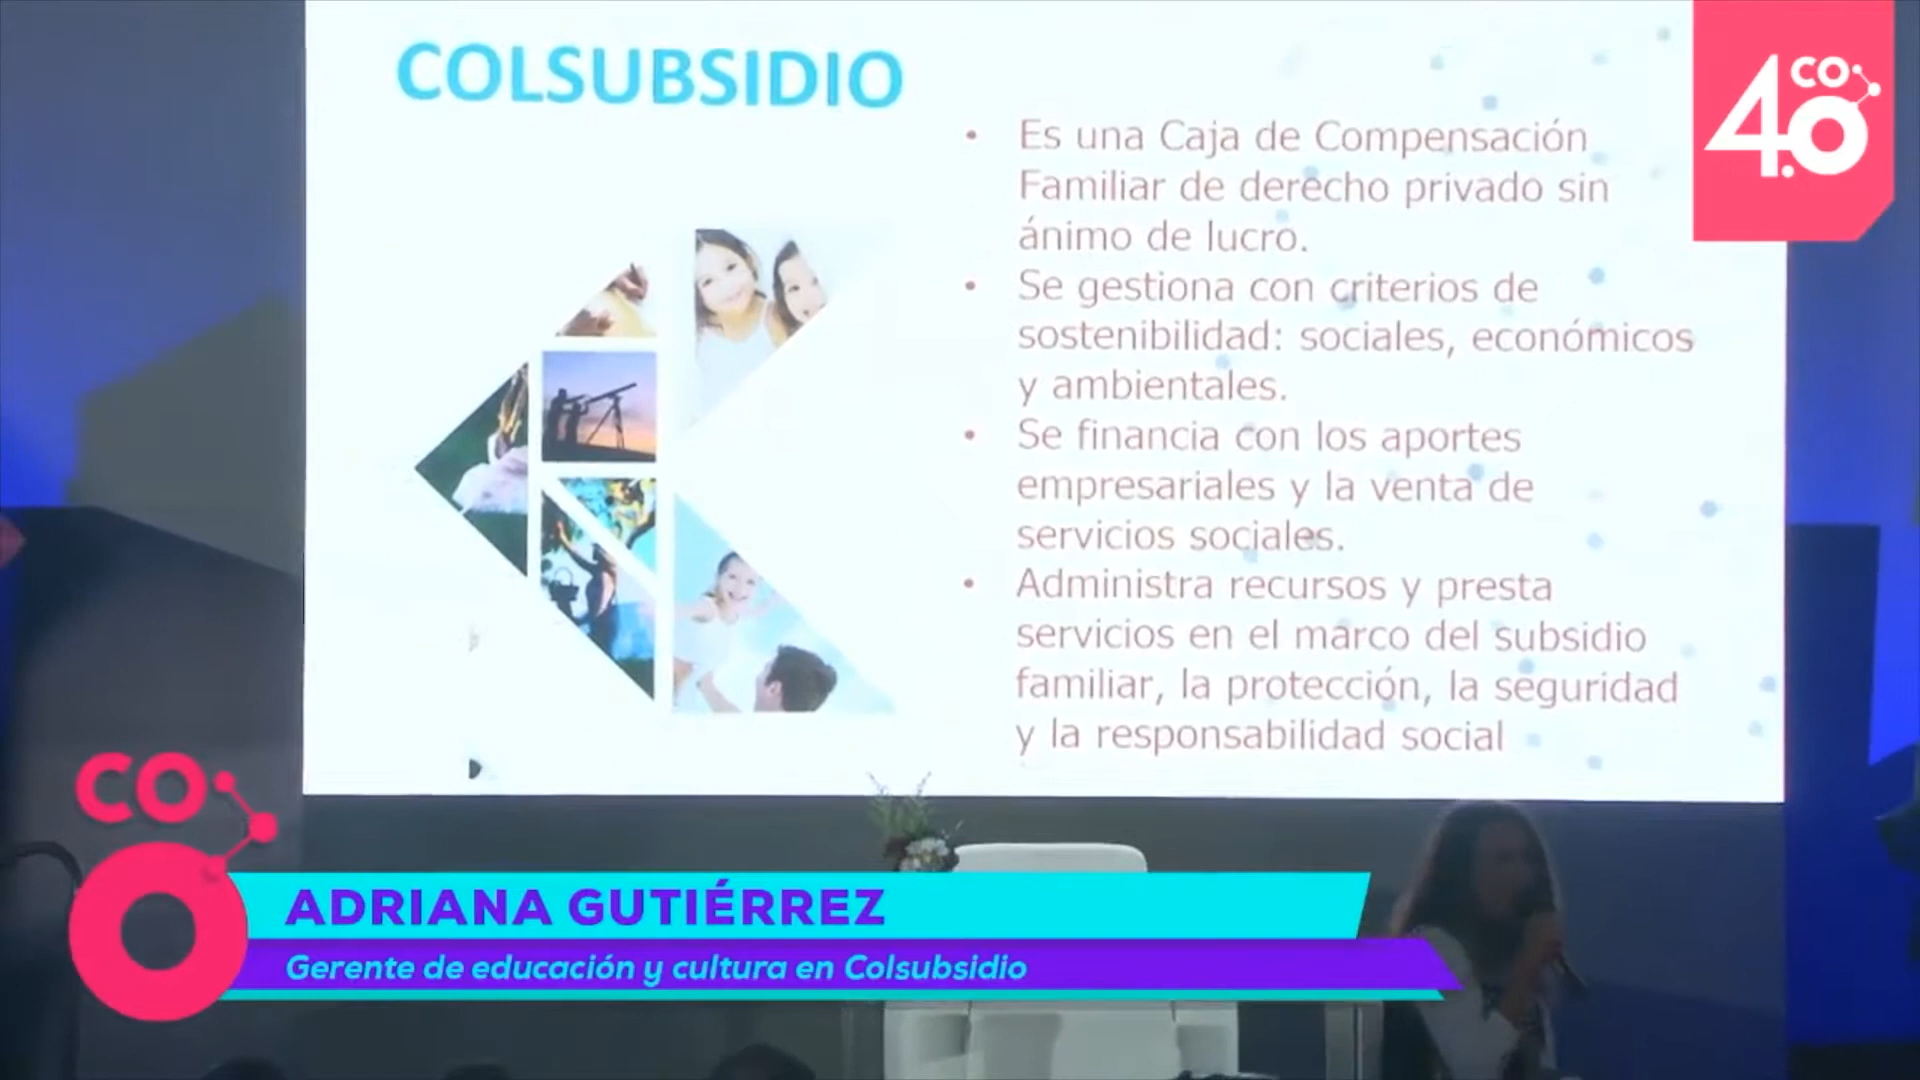 COLSUBSIDIO
• Es una Caja de Compensación
Familiar de derecho privado sin
ánimo de lucro.
• Se gestiona con criterios de
sostenibilidad: sociales, económicos
y ambientales.
• Se financia con los aportes
empresariales y la venta de
servicios sociales.
• Administra recursos y presta
servicios en el marco del subsidio
familiar, la protección, la seguridad
y la responsabilidad social
CO
4.0
CO
ADRIANA GUTIÉRREZ
Gerente de educación y cultura en Colsubsidio